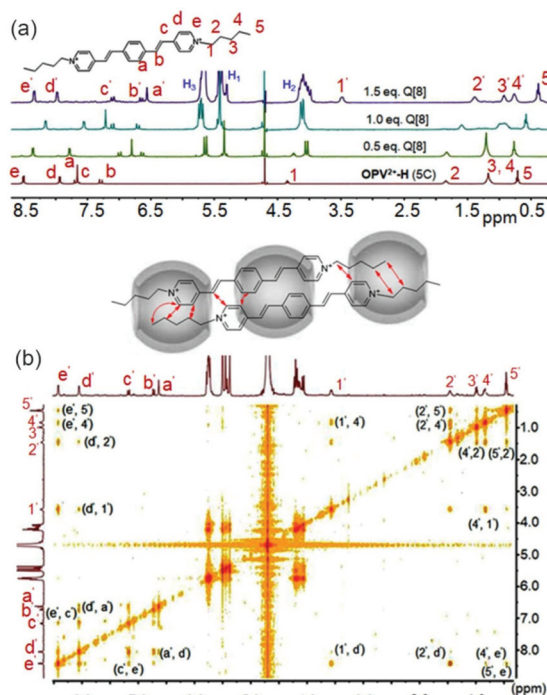 (a)
d e 2 4 5
c
a b N+ 1 3
N+
H3 H1 H2
e' d' c' b' a' 1' 2' 3' 4' 5'
1.5 eq. Q[8]
1.0 eq. Q[8]
0.5 eq. Q[8]
e d a c b 1 OPV2+-H (5C) 2 3, 4 5
8.5 7.5 6.5 5.5 4.5 3.5 2.5 1.5 0.5
ppm
N+ N+
N+ N+
(b)
e' d' c' b' a' 1' 2' 3' 4' 5'
5' (e', 5') (2', 5')
4' (e', 4') (1', 4') (2', 4')
3'
2' (d', 2') (4',2') (5',2')
1.0
2.0
3.0
1' (d', 1') (4', 1')
4.0
5.0
6.0
a' (e', c') (d', a')
b'
c'
7.0
d' (a', d') (1', d') (2', d') (4', e')
8.0
e' (c', e') (5', e')
(ppm)